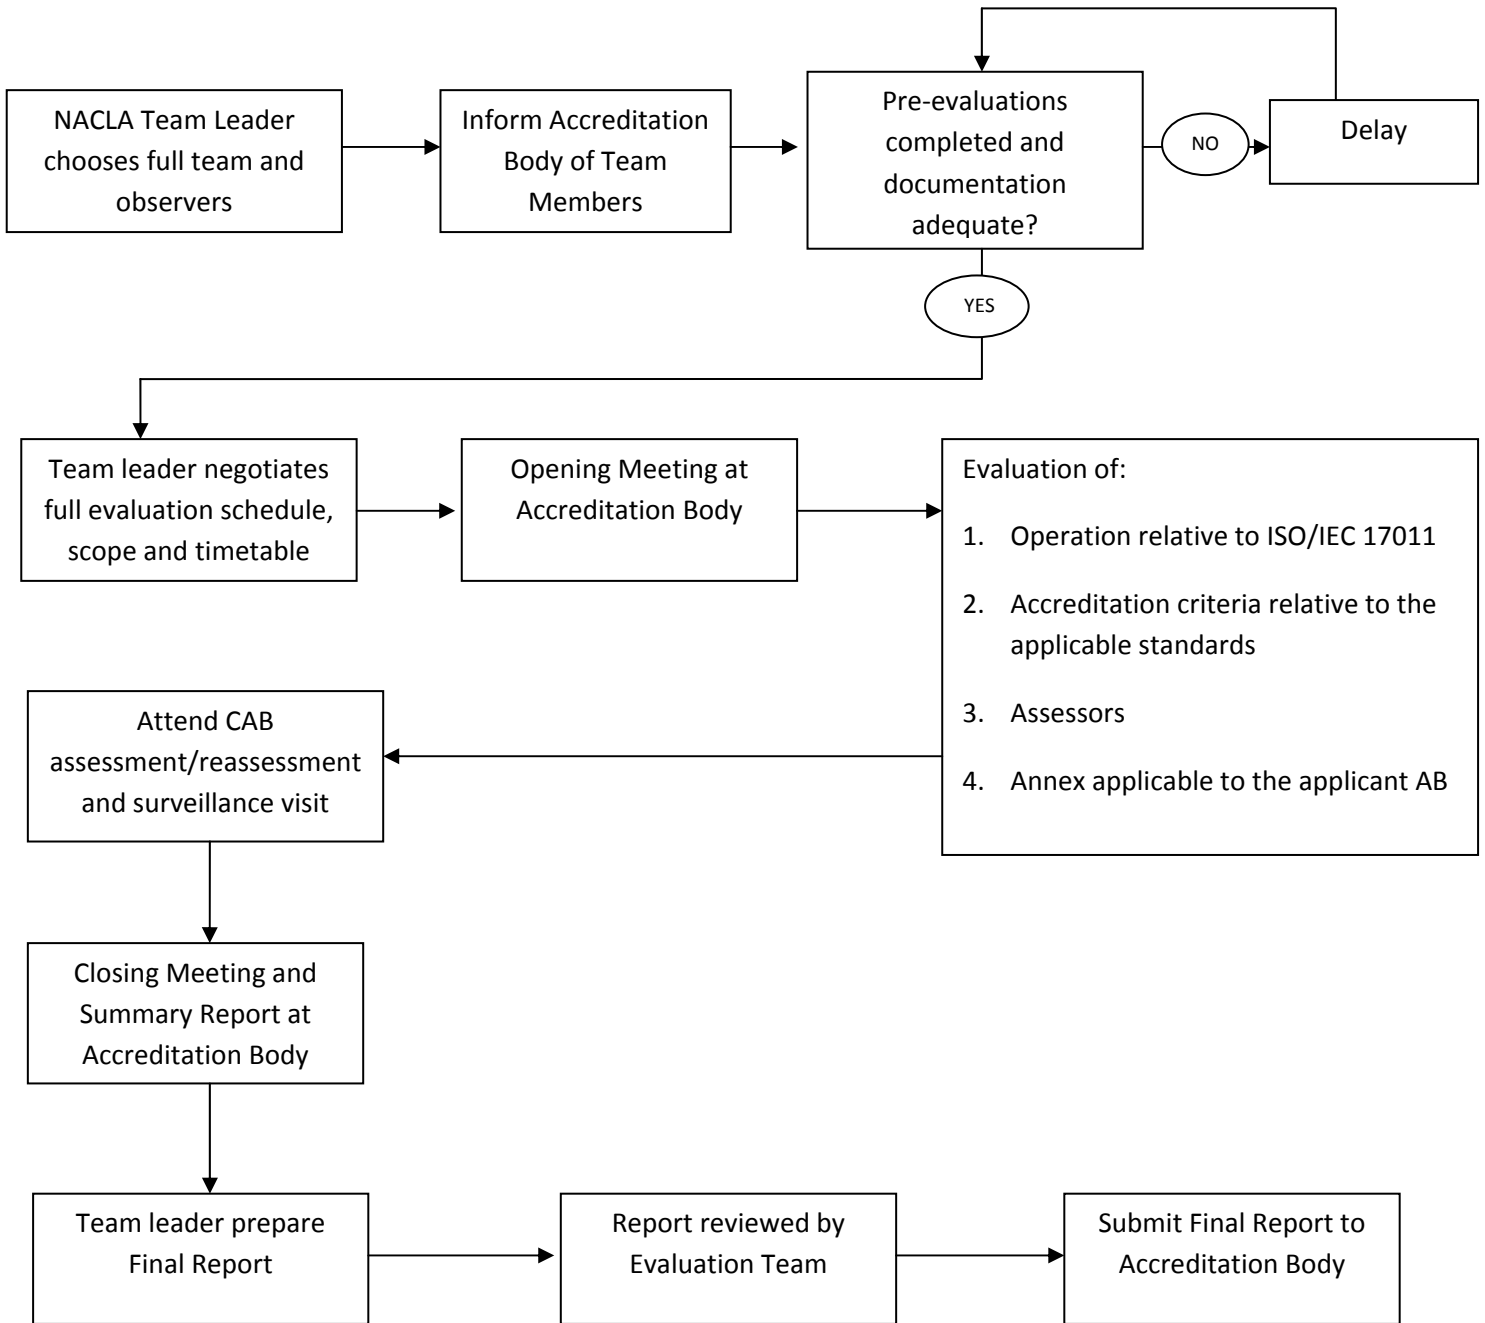 NACLA Team Leader
chooses full team and
observers
Inform Accreditation
Body of Team
Members
Pre-evaluations
completed and
documentation
adequate?
NO
Delay
YES
Team leader negotiates
full evaluation schedule,
scope and timetable
Opening Meeting at
Accreditation Body
Evaluation of:
1. Operation relative to ISO/IEC 17011
2. Accreditation criteria relative to the
applicable standards
3. Assessors
4. Annex applicable to the applicant AB
Attend CAB
assessment/reassessment
and surveillance visit
Closing Meeting and
Summary Report at
Accreditation Body
Team leader prepare
Final Report
Report reviewed by
Evaluation Team
Submit Final Report to
Accreditation Body